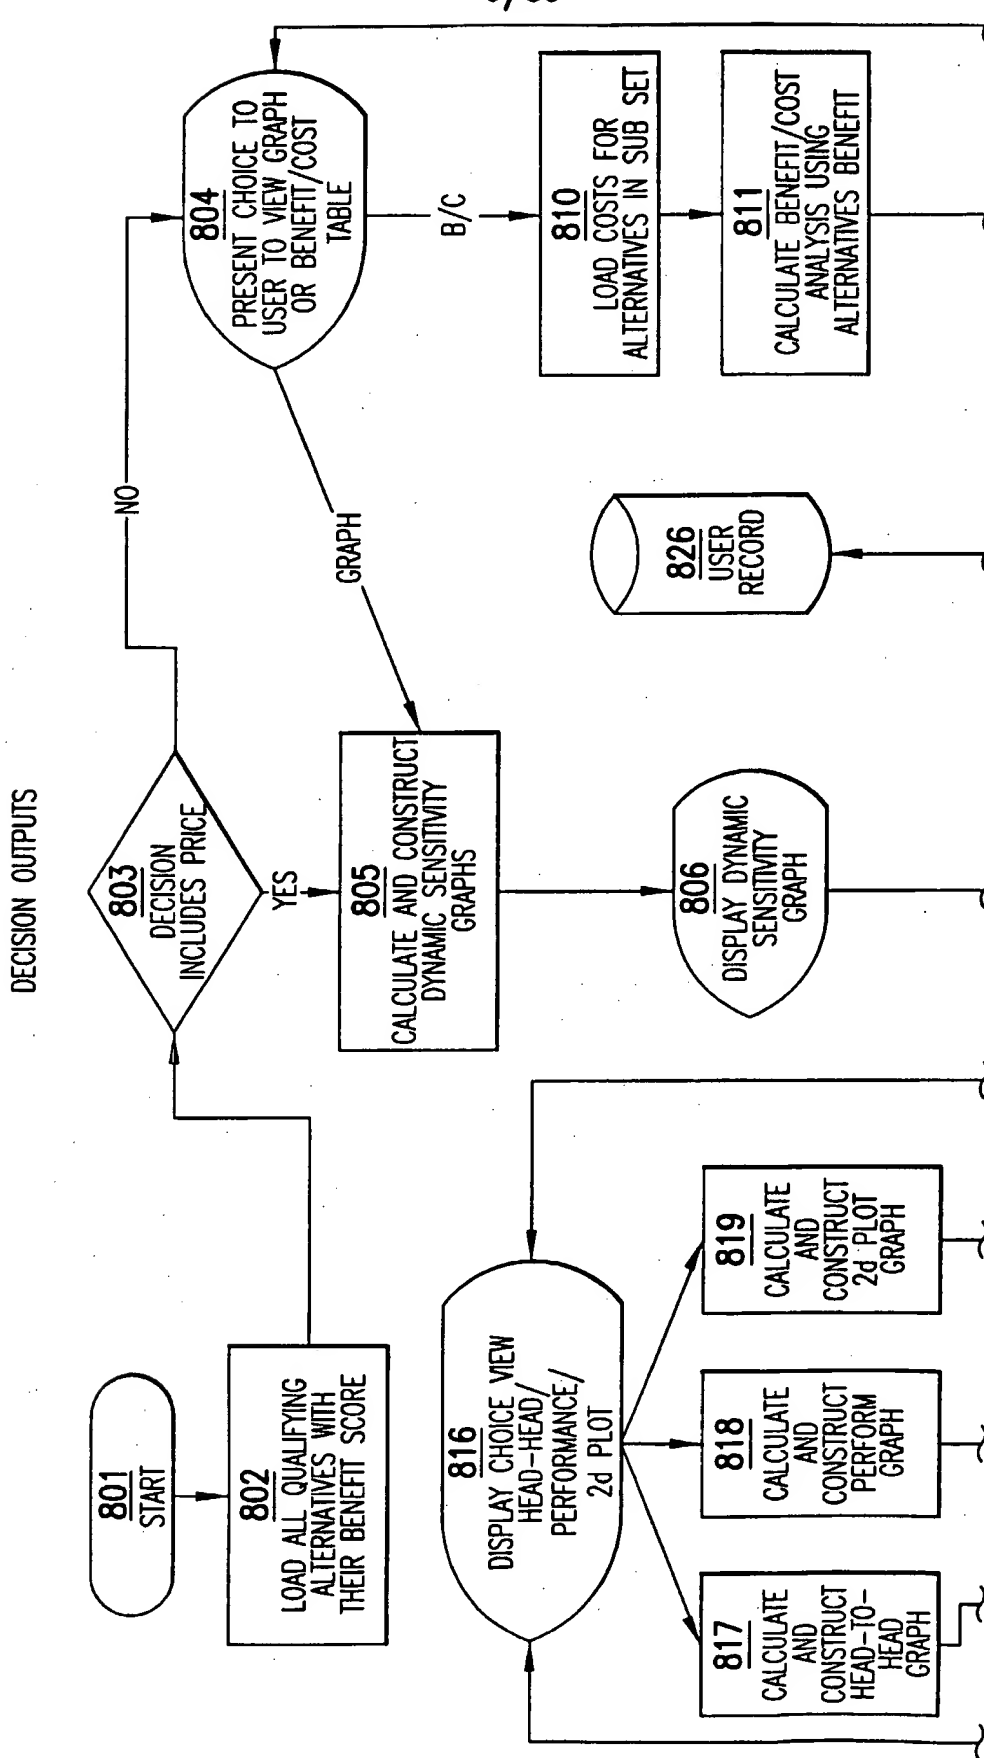 DECISION OUTPUTS
801
START
802
LOAD ALL QUALIFYING
ALTERNATIVES WITH
THEIR BENEFIT SCORE
803
DECISION
INCLUDES PRICE
NO
YES
804
PRESENT CHOICE TO
USER TO VIEW GRAPH
OR BENEFIT/COST
TABLE
GRAPH
B/C
805
CALCULATE AND CONSTRUCT
DYNAMIC SENSITIVITY
GRAPHS
806
DISPLAY DYNAMIC
SENSITIVITY
GRAPH
810
LOAD COSTS FOR
ALTERNATIVES IN SUB SET
811
CALCULATE BENEFIT/COST
ANALYSIS USING
ALTERNATIVES BENEFIT
826
USER
RECORD
816
DISPLAY CHOICE VIEW
HEAD-HEAD/
PERFORMANCE/
2d PLOT
817
CALCULATE
AND
CONSTRUCT
HEAD-TO-
HEAD
GRAPH
818
CALCULATE
AND
CONSTRUCT
PERFORM
GRAPH
819
CALCULATE
AND
CONSTRUCT
2d PLOT
GRAPH